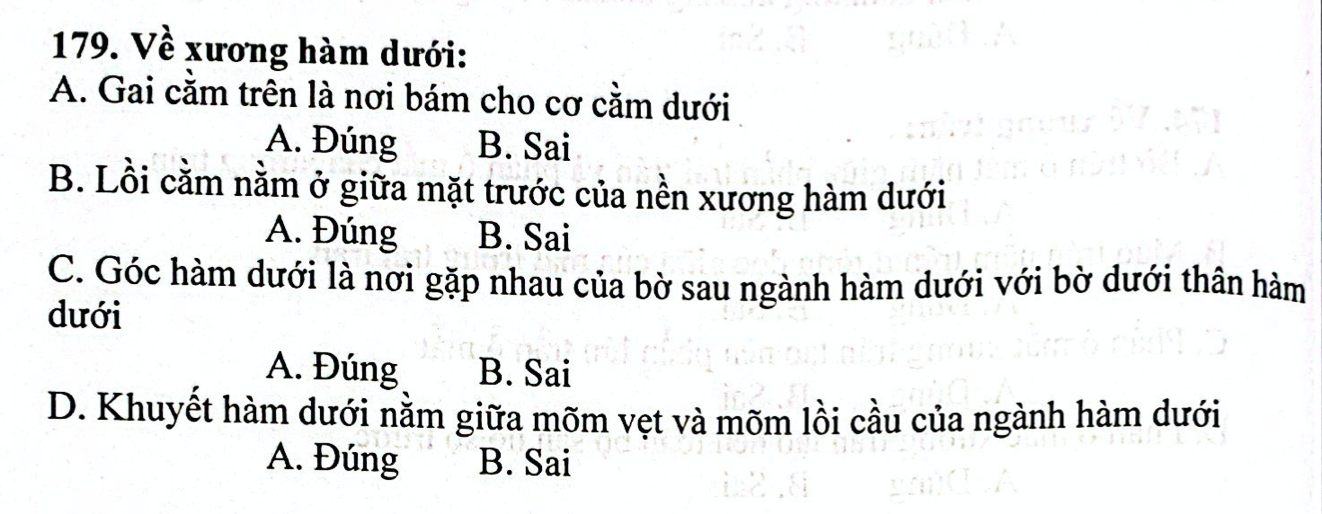 179. Về xương hàm dưới:
A. Gai cằm trên là nơi bám cho cơ cằm dưới
A. Đúng B. Sai
B. Lồi cằm nằm ở giữa mặt trước của nền xương hàm dưới
A. Đúng B. Sai
C. Góc hàm dưới là nơi gặp nhau của bờ sau ngành hàm dưới với bờ dưới thân hàm
dưới
A. Đúng B. Sai
D. Khuyết hàm dưới nằm giữa mõm vẹt và mõm lồi cầu của ngành hàm dưới
A. Đúng B. Sai